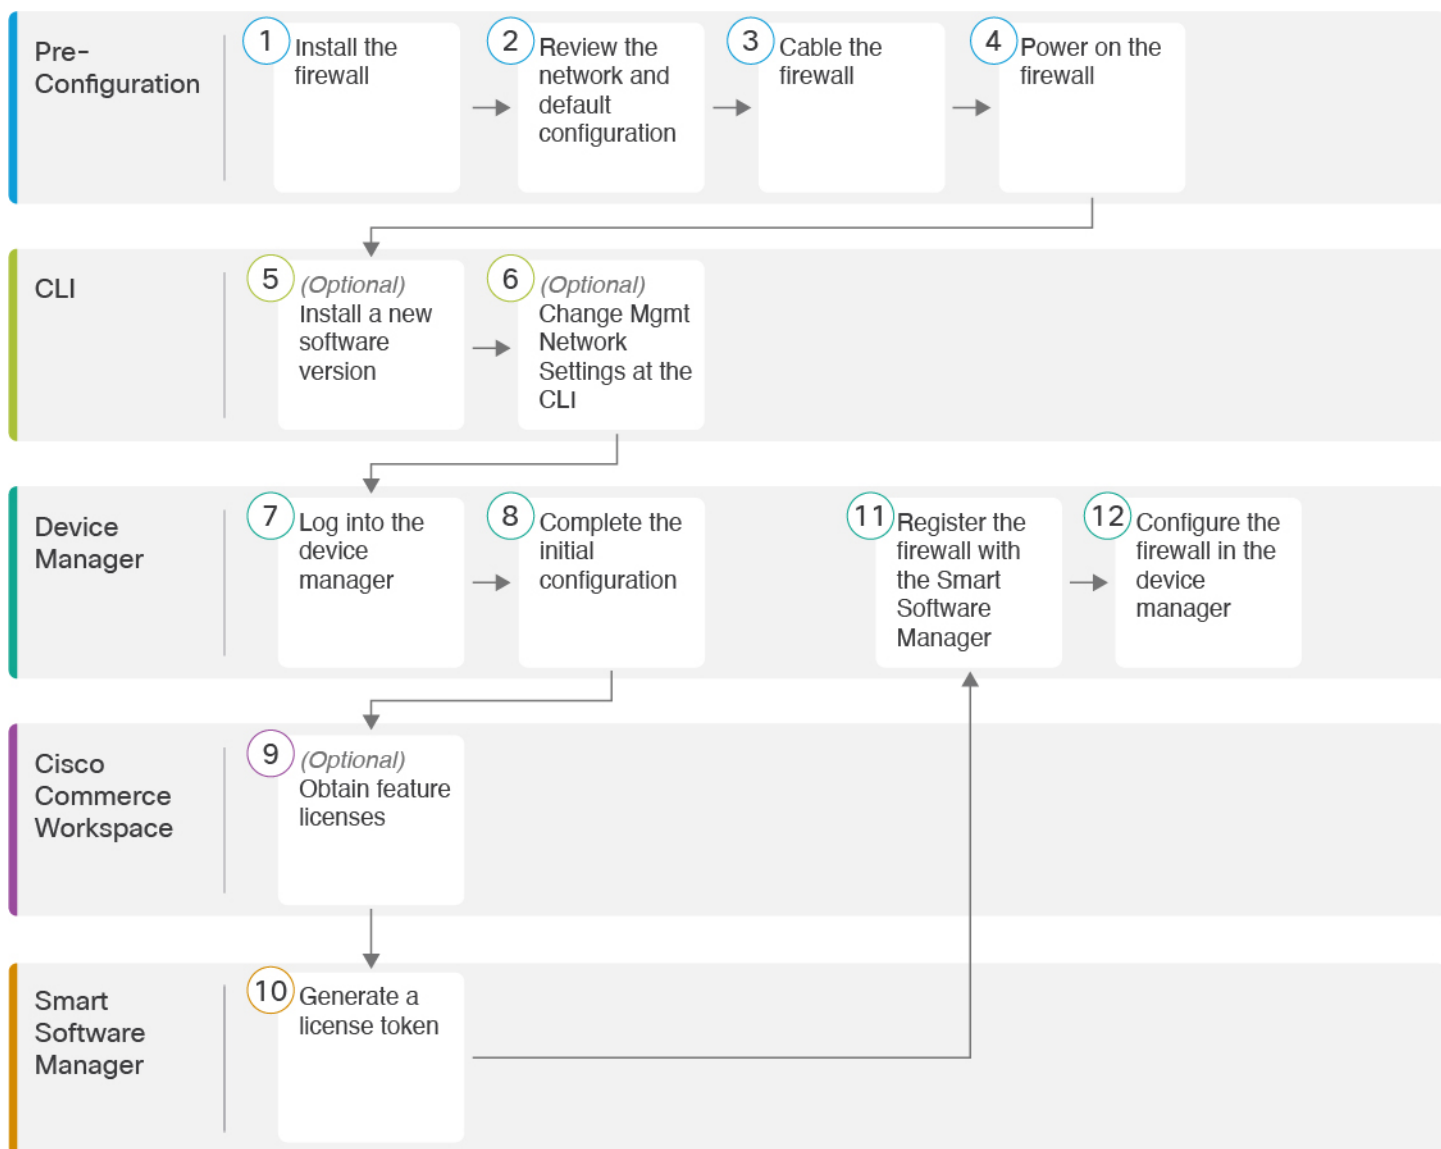 Pre-
Configuration
1
Install the
firewall
2
Review the
network and
default
configuration
3
Cable the
firewall
4
Power on the
firewall
CLI
5
(Optional)
Install a new
software
version
6
(Optional)
Change Mgmt
Network
Settings at the
CLI
Device
Manager
7
Log into the
device
manager
8
Complete the
initial
configuration
11
Register the
firewall with
the Smart
Software
Manager
12
Configure the
firewall in the
device
manager
Cisco
Commerce
Workspace
9
(Optional)
Obtain feature
licenses
Smart
Software
Manager
10
Generate a
license token